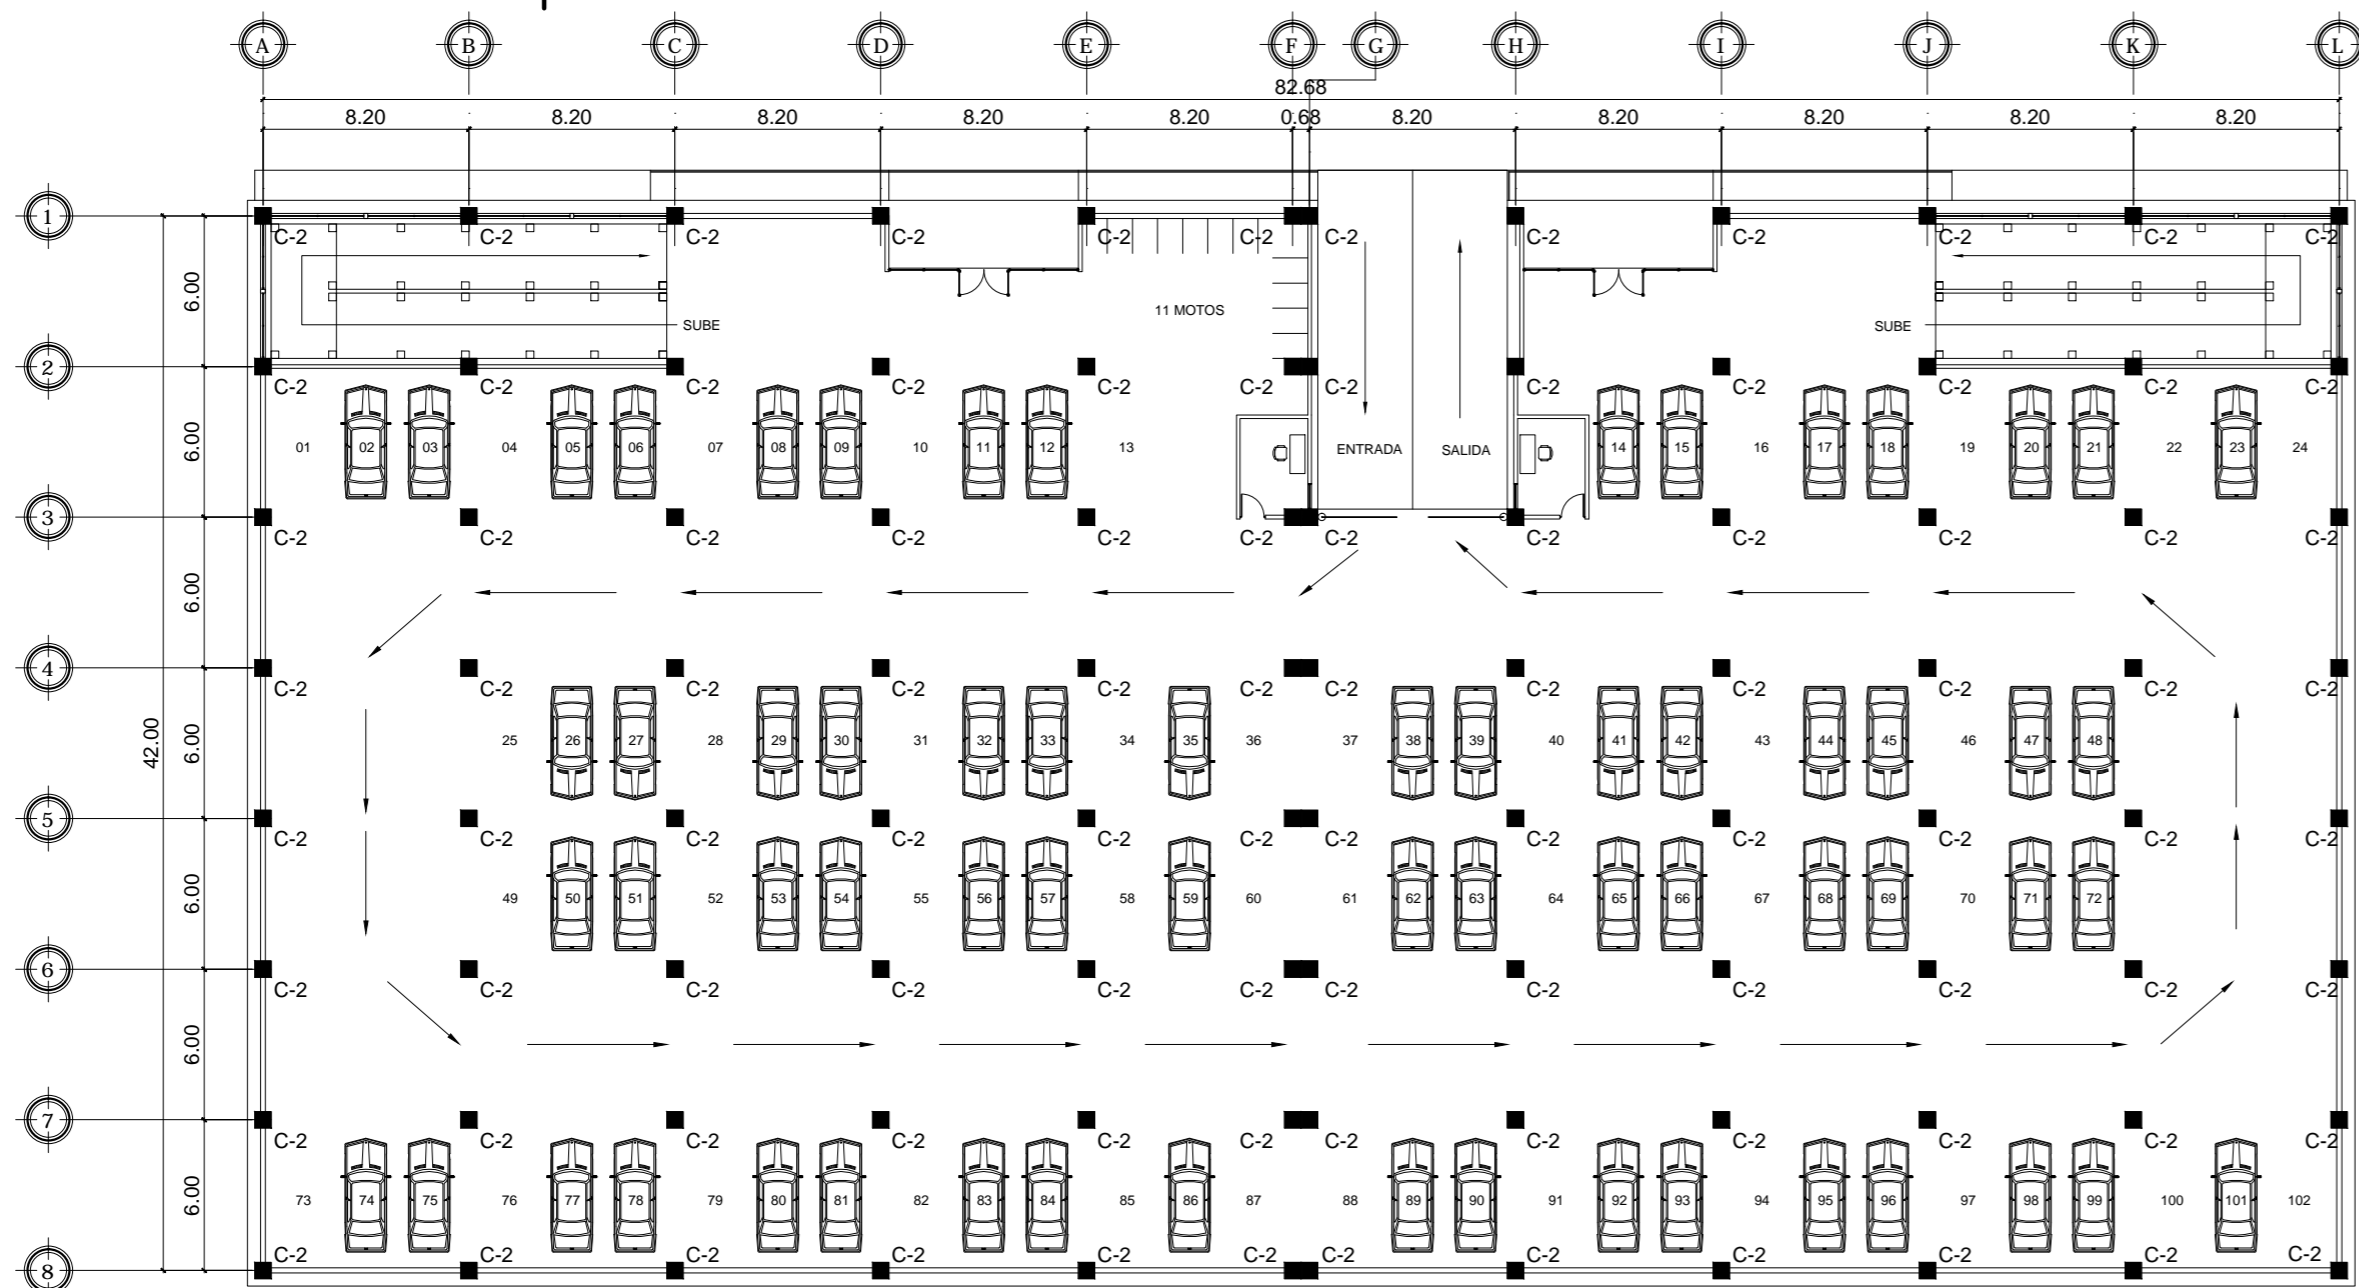 A B C D E F G H I J K L
82.68
8.20 8.20 8.20 8.20 8.20 0.68 8.20 8.20 8.20 8.20 8.20
1
C-2 C-2 C-2 C-2 C-2 C-2 C-2 C-2 C-2 C-2 C-2 C-2
6.00
11 MOTOS
SUBE SUBE
2
C-2 C-2 C-2 C-2 C-2 C-2 C-2 C-2 C-2 C-2 C-2 C-2
6.00
01 02 03 04 05 06 07 08 09 10 11 12 13 ENTRADA SALIDA 14 15 16 17 18 19 20 21 22 23 24
3
C-2 C-2 C-2 C-2 C-2 C-2 C-2 C-2 C-2 C-2 C-2 C-2
6.00
4
C-2 C-2 C-2 C-2 C-2 C-2 C-2 C-2 C-2 C-2 C-2 C-2
42.00
6.00
25 26 27 28 29 30 31 32 33 34 35 36 37 38 39 40 41 42 43 44 45 46 47 48
5
C-2 C-2 C-2 C-2 C-2 C-2 C-2 C-2 C-2 C-2 C-2 C-2
6.00
49 50 51 52 53 54 55 56 57 58 59 60 61 62 63 64 65 66 67 68 69 70 71 72
6
C-2 C-2 C-2 C-2 C-2 C-2 C-2 C-2 C-2 C-2 C-2 C-2
6.00
7
C-2 C-2 C-2 C-2 C-2 C-2 C-2 C-2 C-2 C-2 C-2 C-2
6.00
73 74 75 76 77 78 79 80 81 82 83 84 85 86 87 88 89 90 91 92 93 94 95 96 97 98 99 100 101 102
C-2 C-2 C-2 C-2 C-2 C-2 C-2 C-2 C-2 C-2 C-2 C-2
8